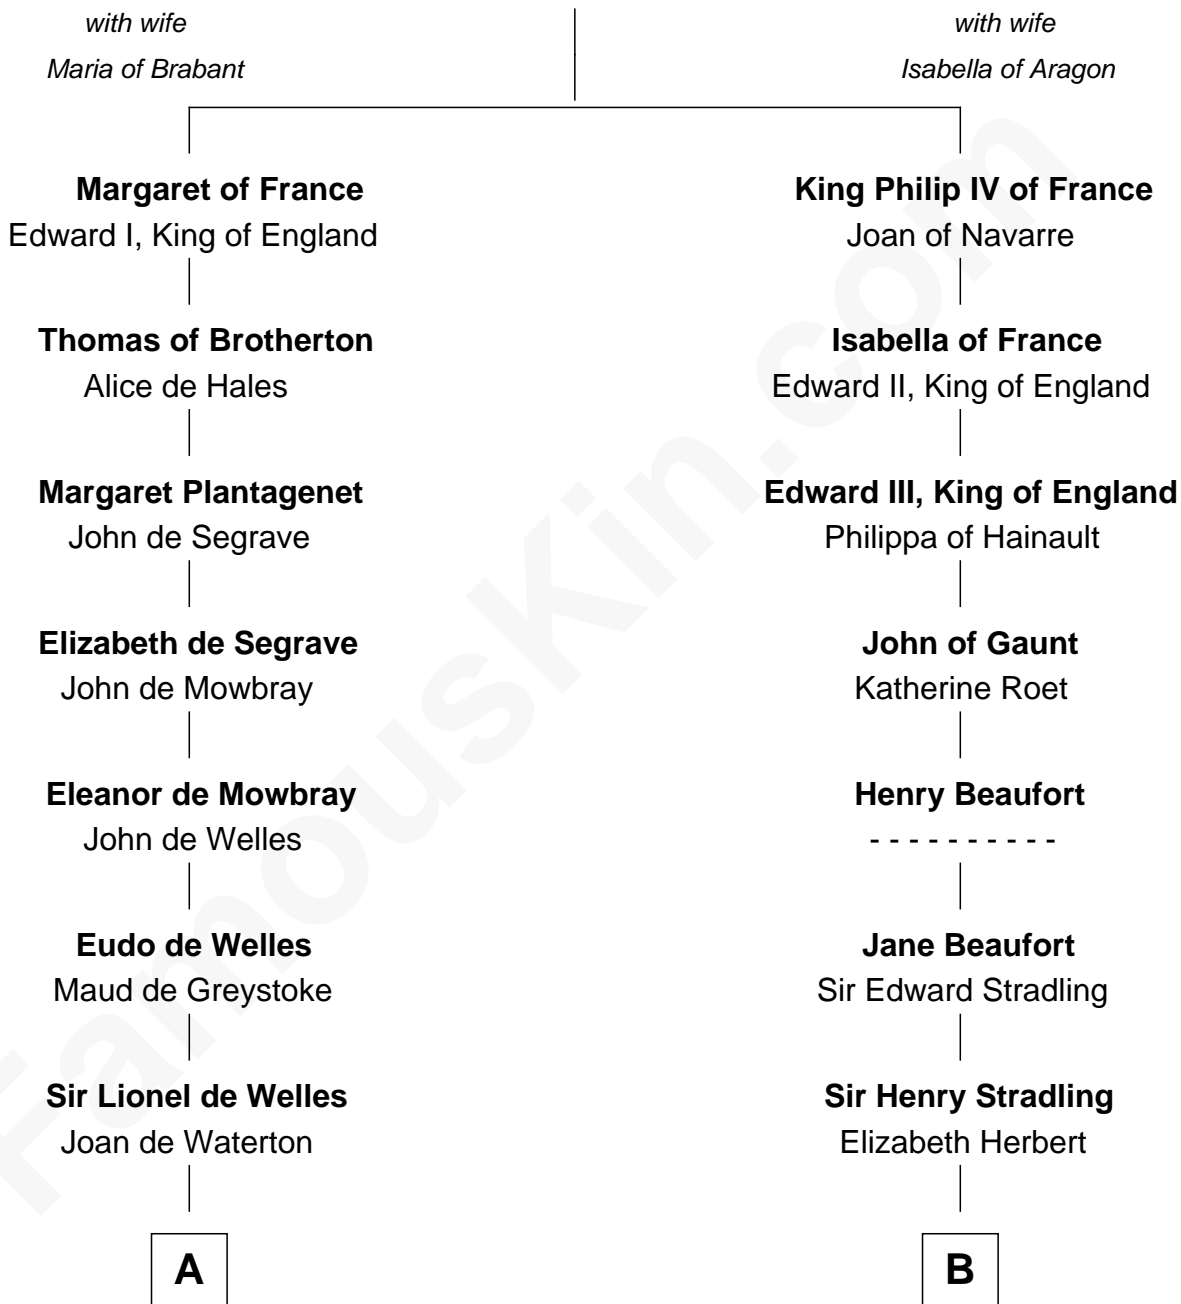 with wife
Maria of Brabant
with wife
Isabella of Aragon
Margaret of France
Edward I, King of England
King Philip IV of France
Joan of Navarre
Thomas of Brotherton
Alice de Hales
Isabella of France
Edward II, King of England
Margaret Plantagenet
John de Segrave
Edward III, King of England
Philippa of Hainault
Elizabeth de Segrave
John de Mowbray
John of Gaunt
Katherine Roet
Eleanor de Mowbray
John de Welles
Henry Beaufort
- - - - - - - - - -
Eudo de Welles
Maud de Greystoke
Jane Beaufort
Sir Edward Stradling
Sir Lionel de Welles
Joan de Waterton
Sir Henry Stradling
Elizabeth Herbert
A
B
FamousKin.com